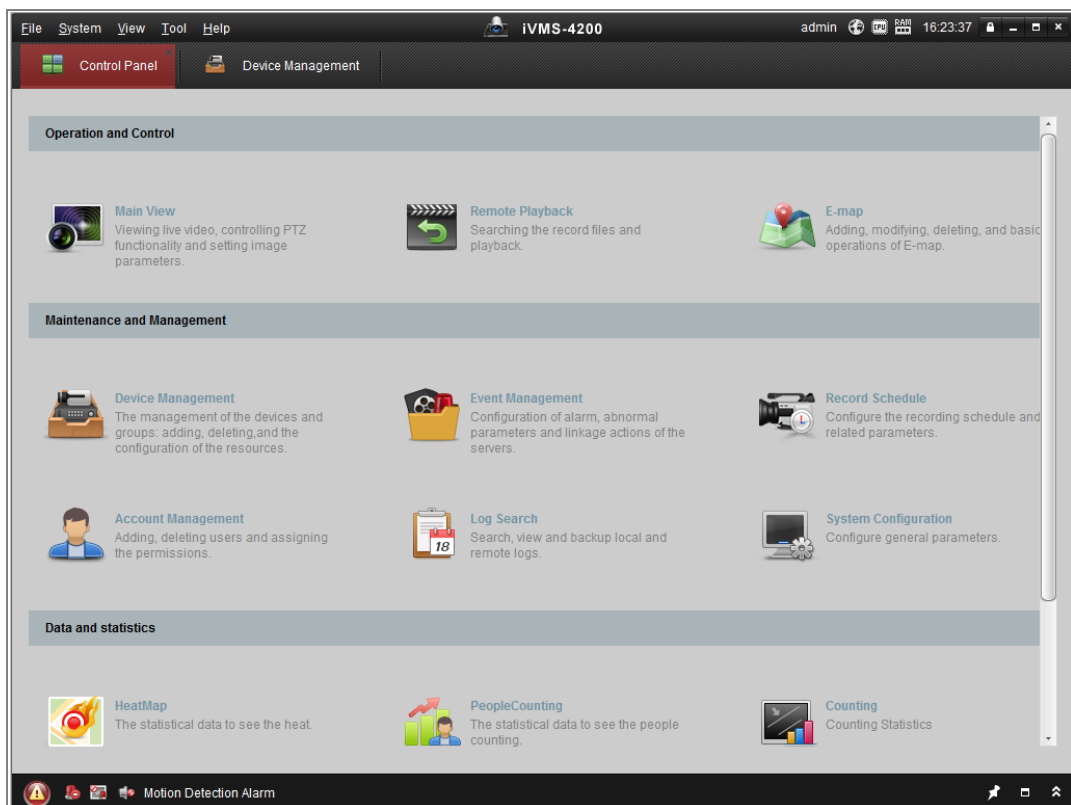 File System View Tool Help iVMS-4200 admin CPU RAM 16:23:37
Control Panel Device Management
Operation and Control
Main View
Viewing live video, controlling PTZ
functionality and setting image
parameters.
Remote Playback
Searching the record files and
playback.
E-map
Adding, modifying, deleting, and basic
operations of E-map.
Maintenance and Management
Device Management
The management of the devices and
groups: adding, deleting,and the
configuration of the resources.
Event Management
Configuration of alarm, abnormal
parameters and linkage actions of the
servers.
Record Schedule
Configure the recording schedule and
related parameters.
Account Management
Adding, deleting users and assigning
the permissions.
18
Log Search
Search, view and backup local and
remote logs.
System Configuration
Configure general parameters.
Data and statistics
HeatMap
The statistical data to see the heat.
PeopleCounting
The statistical data to see the people
counting.
Counting
Counting Statistics
Motion Detection Alarm